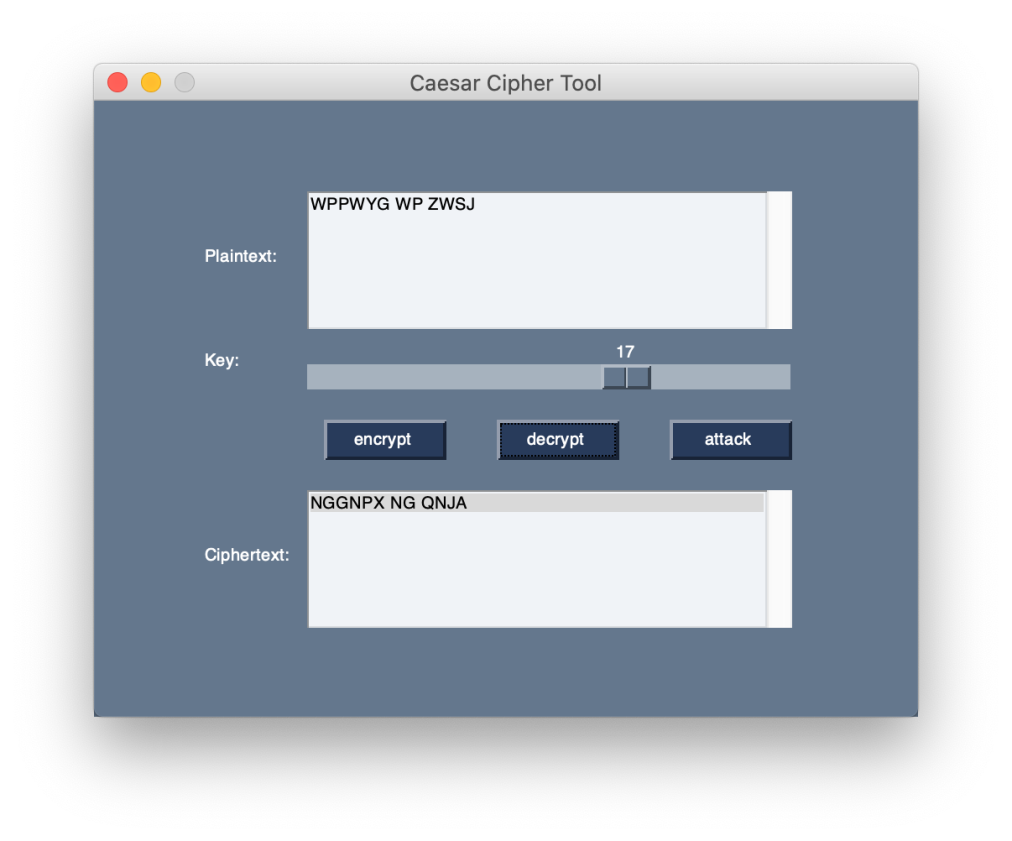 Caesar Cipher Tool
Plaintext:
WPPWYG WP ZWSJ
Key:
17
encrypt
decrypt
attack
Ciphertext:
NGGNPX NG QNJA